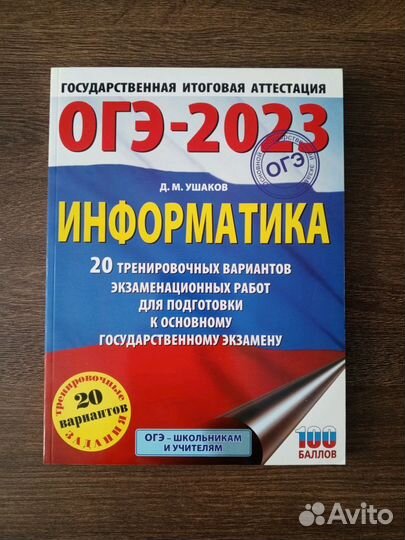 ГОСУДАРСТВЕННАЯ ИТОГОВАЯ АТТЕСТАЦИЯ
ОГЭ-2023
ОГЭ
Д. М. УШАКОВ
ИНФОРМАТИКА
20 ТРЕНИРОВОЧНЫХ ВАРИАНТОВ
ЭКЗАМЕНАЦИОННЫХ РАБОТ
ДЛЯ ПОДГОТОВКИ
К ОСНОВНОМУ
ГОСУДАРСТВЕННОМУ ЭКЗАМЕНУ
тренировочные
20
вариантов
ЗАДАНИЯ
ОГЭ – ШКОЛЬНИКАМ
И УЧИТЕЛЯМ
100
БАЛЛОВ
Avito